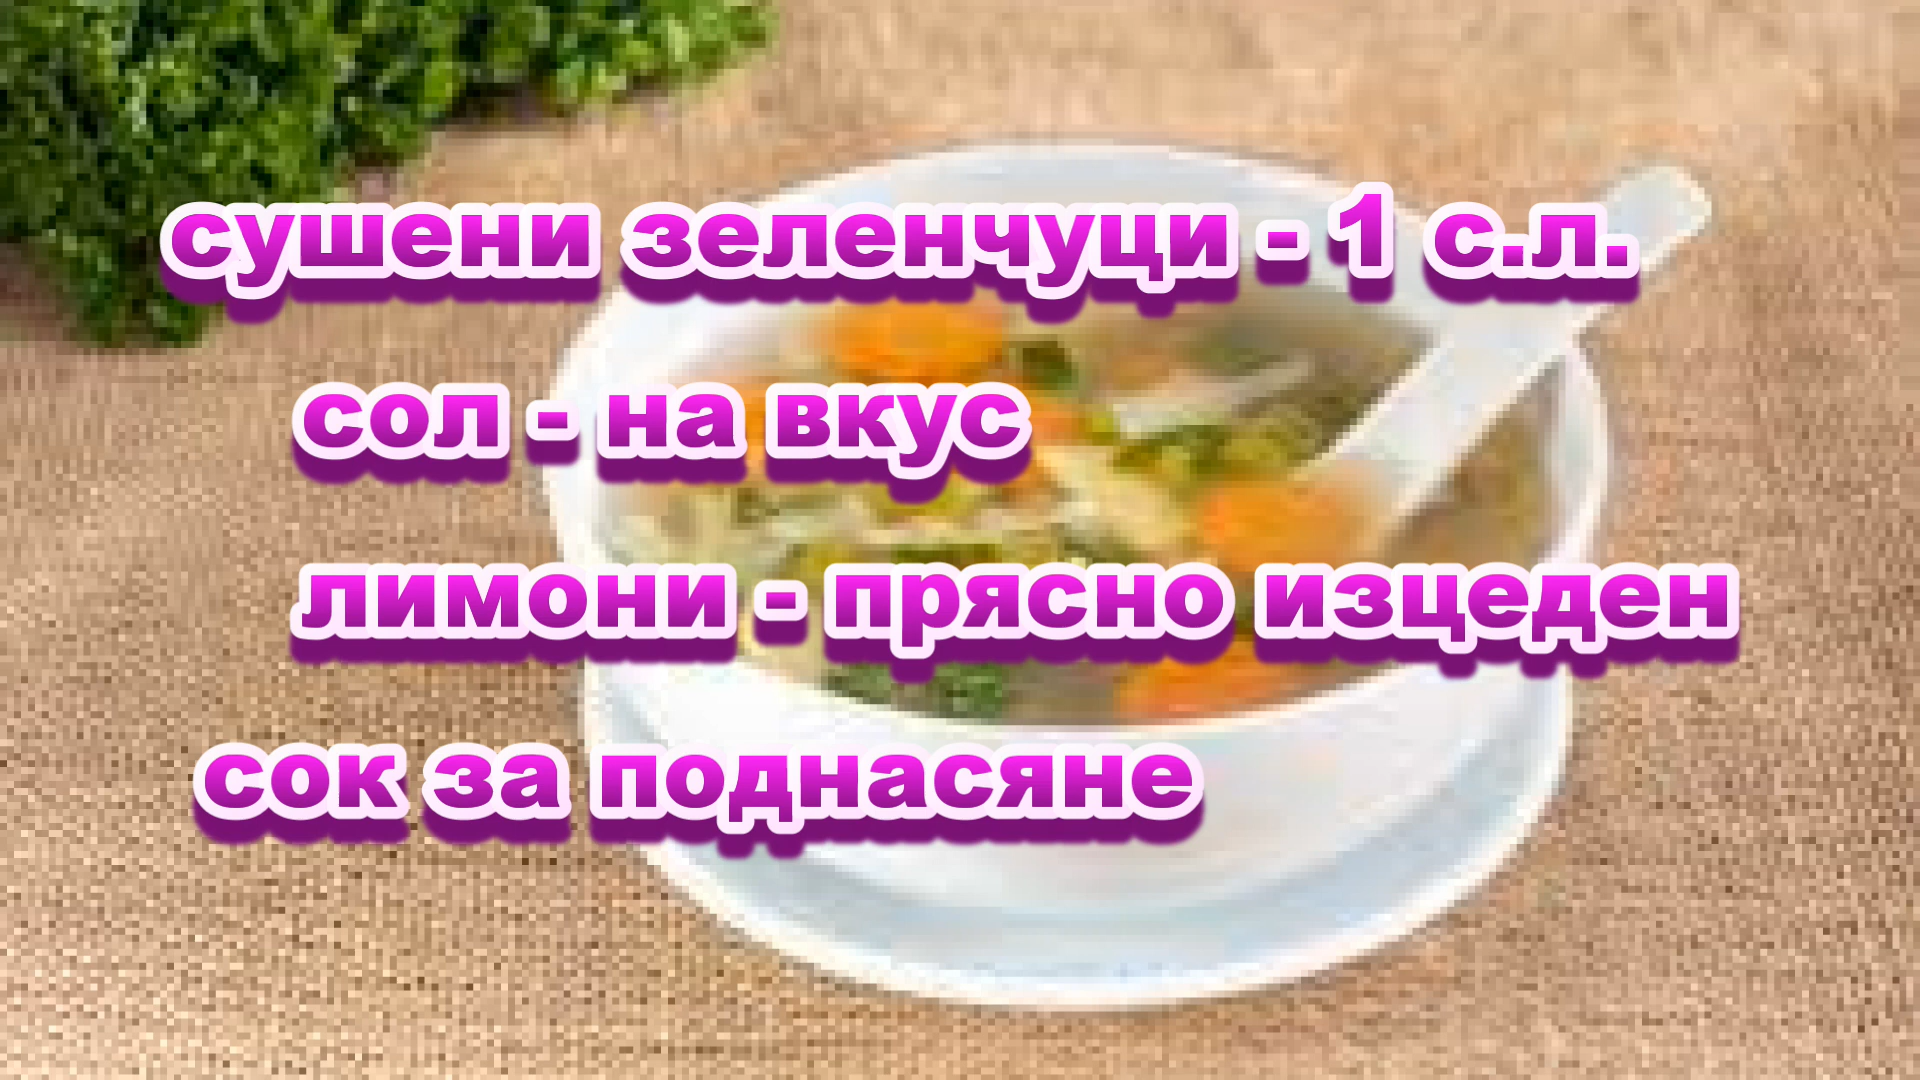 сушени зеленчуци - 1 с.л.
сол - на вкус
лимони - прясно изцеден
сок за поднасяне